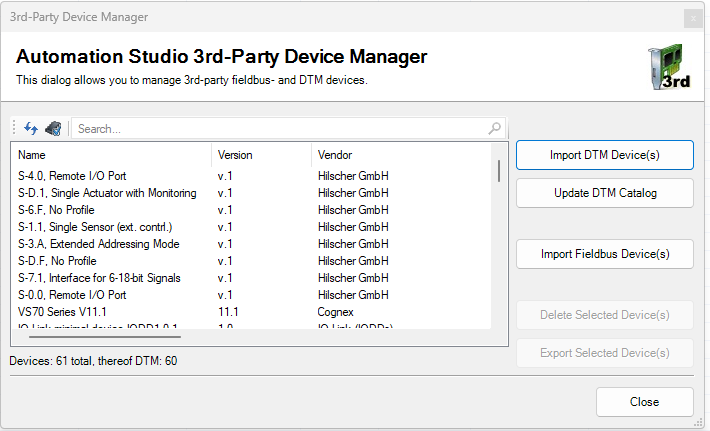 3rd-Party Device Manager
x
Automation Studio 3rd-Party Device Manager
This dialog allows you to manage 3rd-party fieldbus- and DTM devices.
3rd
Search...
Name Version Vendor
S-4.0, Remote I/O Port v.1 Hilscher GmbH
S-D.1, Single Actuator with Monitoring v.1 Hilscher GmbH
S-6.F, No Profile v.1 Hilscher GmbH
S-1.1, Single Sensor (ext. contrl.) v.1 Hilscher GmbH
S-3.A, Extended Addressing Mode v.1 Hilscher GmbH
S-D.F, No Profile v.1 Hilscher GmbH
S-7.1, Interface for 6-18-bit Signals v.1 Hilscher GmbH
S-0.0, Remote I/O Port v.1 Hilscher GmbH
VS70 Series V11.1 11.1 Cognex
Import DTM Device(s)
Update DTM Catalog
Import Fieldbus Device(s)
Delete Selected Device(s)
Export Selected Device(s)
Devices: 61 total, thereof DTM: 60
Close